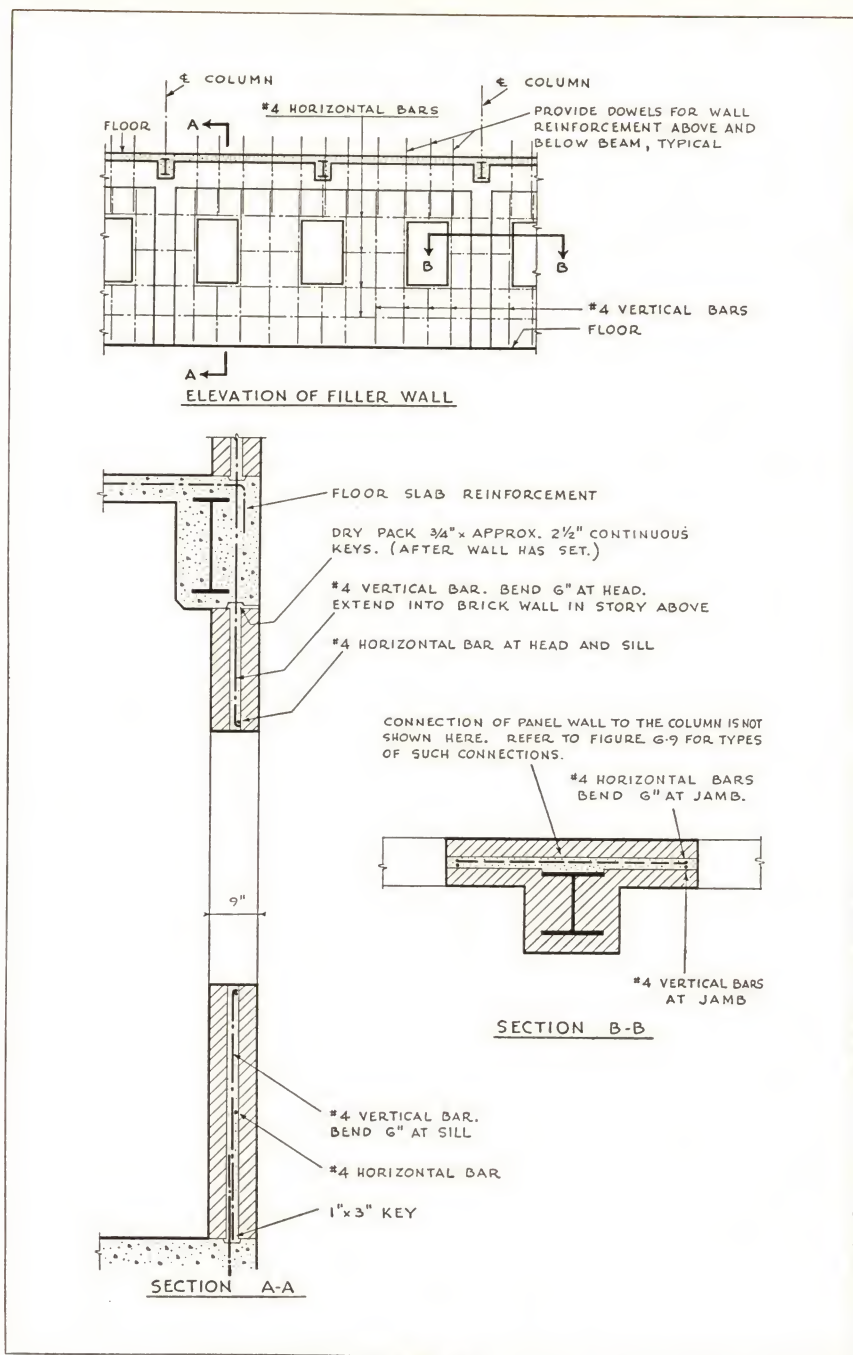 ℄ COLUMN
℄ COLUMN
#4 HORIZONTAL BARS
PROVIDE DOWELS FOR WALL
REINFORCEMENT ABOVE AND
BELOW BEAM, TYPICAL
FLOOR
A
B
B
#4 VERTICAL BARS
FLOOR
A
ELEVATION OF FILLER WALL
FLOOR SLAB REINFORCEMENT
DRY PACK 3/4" x APPROX. 2 1/2" CONTINUOUS
KEYS. (AFTER WALL HAS SET.)
#4 VERTICAL BAR. BEND 6" AT HEAD.
EXTEND INTO BRICK WALL IN STORY ABOVE
#4 HORIZONTAL BAR AT HEAD AND SILL
CONNECTION OF PANEL WALL TO THE COLUMN IS NOT
SHOWN HERE. REFER TO FIGURE G-9 FOR TYPES
OF SUCH CONNECTIONS.
#4 HORIZONTAL BARS
BEND 6" AT JAMB.
9"
#4 VERTICAL BARS
AT JAMB
SECTION B-B
#4 VERTICAL BAR.
BEND 6" AT SILL
#4 HORIZONTAL BAR
1" x 3" KEY
SECTION A-A